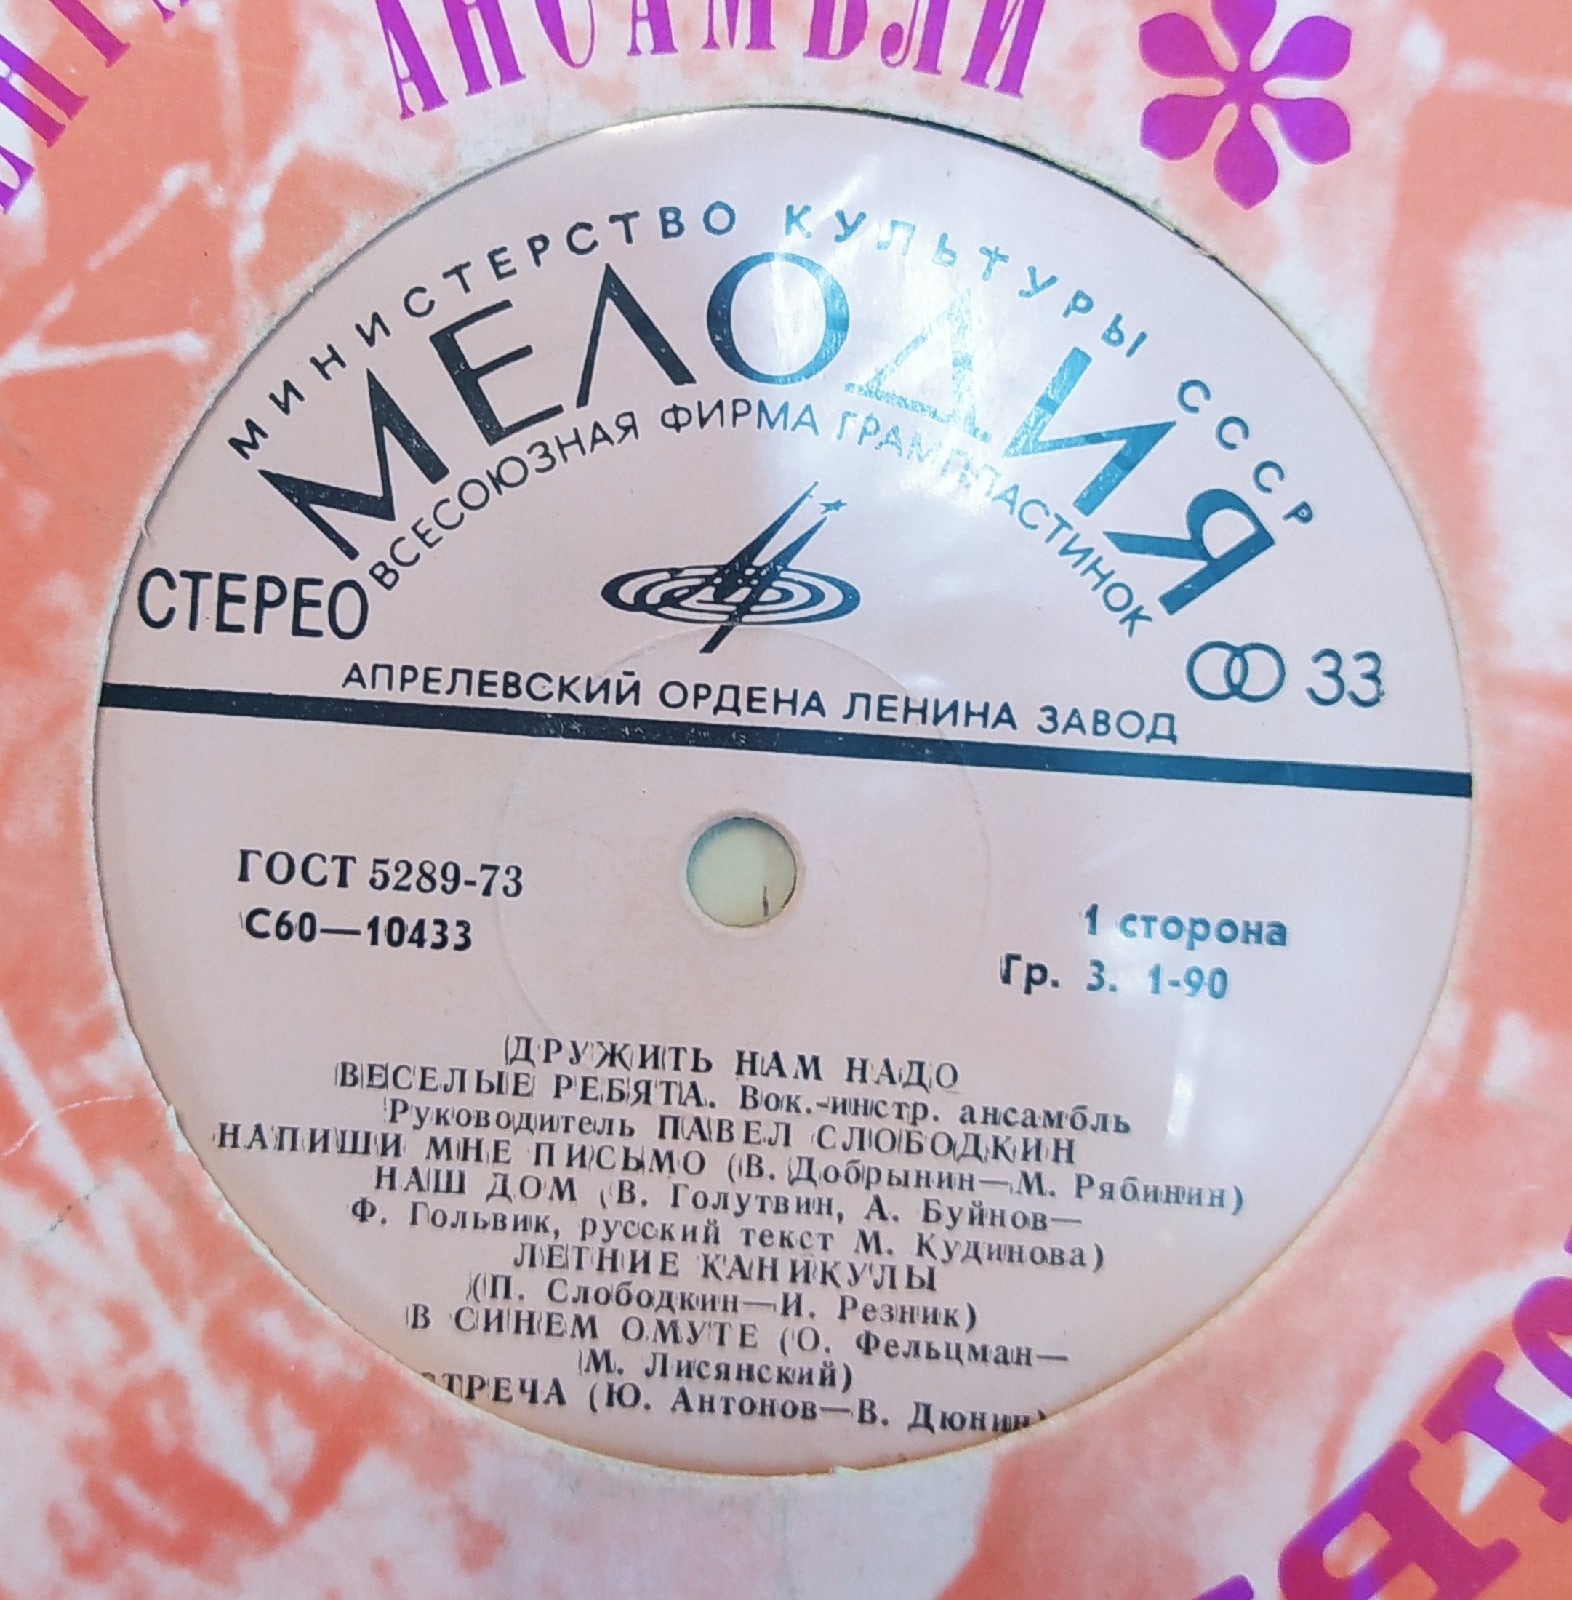 АНСАМБЛИ
МИНИСТЕРСТВО КУЛЬТУРЫ СССР
МЕЛОДИЯ
ВСЕСОЮЗНАЯ ФИРМА ГРАМПЛАСТИНОК
СТЕРЕО
33
АПРЕЛЕВСКИЙ ОРДЕНА ЛЕНИНА ЗАВОД
ГОСТ 5289-73
С60—10433
1 сторона
Гр. 3. 1-90
ДРУЖИТЬ НАМ НАДО
ВЕСЕЛЫЕ РЕБЯТА. Вок.-инстр. ансамбль
Руководитель ПАВЕЛ СЛОБОДКИН
НАПИШИ МНЕ ПИСЬМО (В. Добрынин—М. Рябинин)
НАШ ДОМ (В. Голутвин, А. Буйнов—
Ф. Гольвик, русский текст М. Кудинова)
ЛЕТНИЕ КАНИКУЛЫ
(П. Слободкин—И. Резник)
В СИНЕМ ОМУТЕ (О. Фельцман—
М. Лисянский)
СТРЕЧА (Ю. Антонов—В. Дюнин)